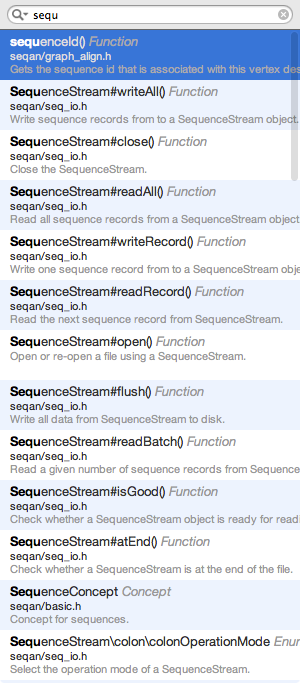 sequ
sequenceId() Function
seqan/graph_align.h
Gets the sequence id that is associated with this vertex des
SequenceStream#writeAll() Function
seqan/seq_io.h
Write sequence records from to a SequenceStream object.
SequenceStream#close() Function
seqan/seq_io.h
Close the SequenceStream.
SequenceStream#readAll() Function
seqan/seq_io.h
Read all sequence records from a SequenceStream object
SequenceStream#writeRecord() Function
seqan/seq_io.h
Write one sequence record from to a SequenceStream obje
SequenceStream#readRecord() Function
seqan/seq_io.h
Read the next sequence record from SequenceStream.
SequenceStream#open() Function
Open or re-open a file using a SequenceStream.
SequenceStream#flush() Function
seqan/seq_io.h
Write all data from SequenceStream to disk.
SequenceStream#readBatch() Function
seqan/seq_io.h
Read a given number of sequence records from Sequence
SequenceStream#isGood() Function
seqan/seq_io.h
Check whether a SequenceStream object is ready for readi
SequenceStream#atEnd() Function
seqan/seq_io.h
Check whether a SequenceStream is at the end of the file.
SequenceConcept Concept
seqan/basic.h
Concept for sequences.
SequenceStream\colon\colonOperationMode Enum
seqan/seq_io.h
Select the operation mode of a SequenceStream.